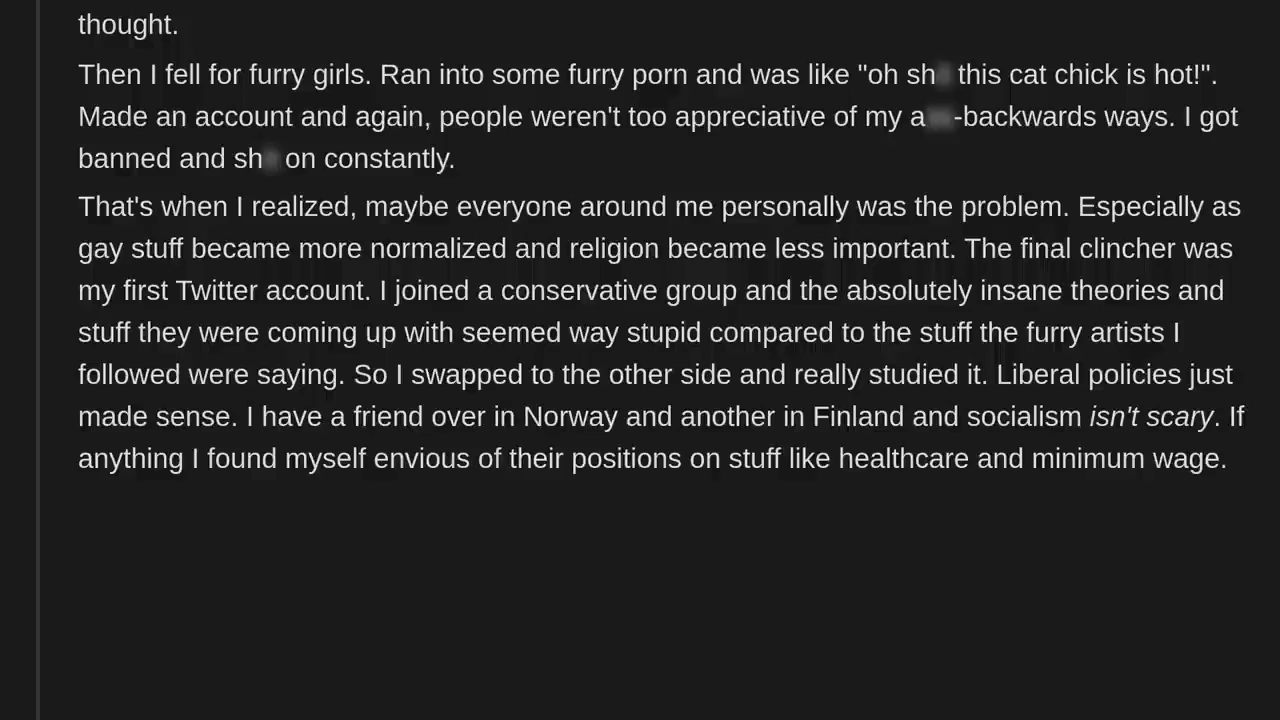 thought.
Then I fell for furry girls. Ran into some furry porn and was like "oh sh this cat chick is hot!".
Made an account and again, people weren't too appreciative of my a -backwards ways. I got
banned and sh on constantly.
That's when I realized, maybe everyone around me personally was the problem. Especially as
gay stuff became more normalized and religion became less important. The final clincher was
my first Twitter account. I joined a conservative group and the absolutely insane theories and
stuff they were coming up with seemed way stupid compared to the stuff the furry artists I
followed were saying. So I swapped to the other side and really studied it. Liberal policies just
made sense. I have a friend over in Norway and another in Finland and socialism isn't scary. If
anything I found myself envious of their positions on stuff like healthcare and minimum wage.